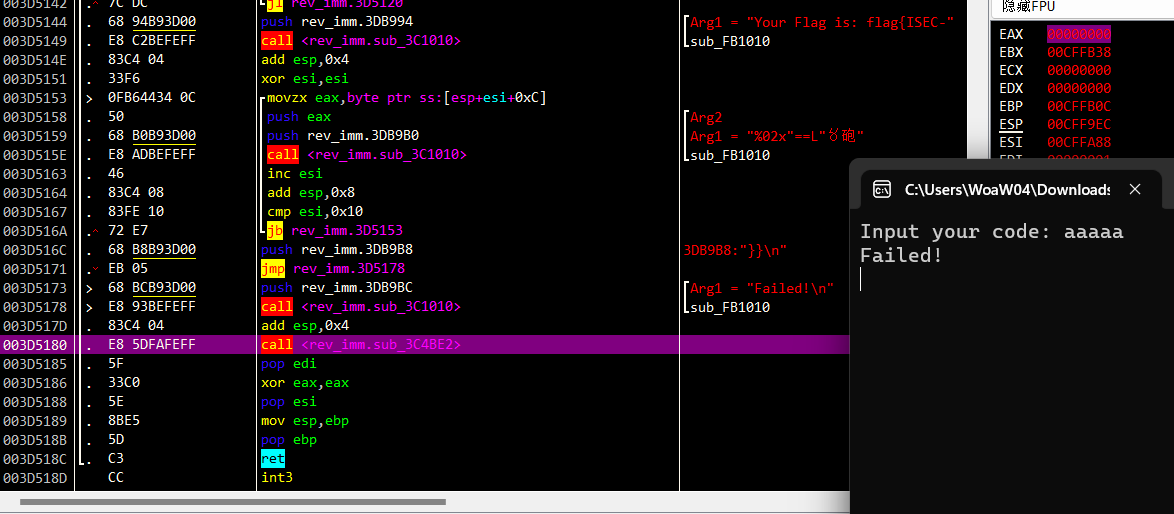 003D5142 . 7C DC jl rev_imm.3D5120
003D5144 . 68 94B93D00 push rev_imm.3DB994 Arg1 = "Your Flag is: flag{ISEC-"
003D5149 . E8 C2BEFEFF call <rev_imm.sub_3C1010> sub_FB1010
003D514E . 83C4 04 add esp,0x4
003D5151 . 33F6 xor esi,esi
003D5153 > 0FB64434 0C movzx eax,byte ptr ss:[esp+esi+0xC]
003D5158 . 50 push eax Arg2
003D5159 . 68 B0B93D00 push rev_imm.3DB9B0 Arg1 = "%02x"==L"
003D515E . E8 ADBEFEFF call <rev_imm.sub_3C1010> sub_FB1010
003D5163 . 46 inc esi
003D5164 . 83C4 08 add esp,0x8
003D5167 . 83FE 10 cmp esi,0x10
003D516A .^ 72 E7 jb rev_imm.3D5153
003D516C . 68 B8B93D00 push rev_imm.3DB9B8 3DB9B8:"}}\n"
003D5171 . EB 05 jmp rev_imm.3D5178
003D5173 > 68 BCB93D00 push rev_imm.3DB9BC Arg1 = "Failed!\n"
003D5178 > E8 93BEFEFF call <rev_imm.sub_3C1010> sub_FB1010
003D517D . 83C4 04 add esp,0x4
003D5180 . E8 5DFAFEFF call <rev_imm.sub_3C4BE2>
003D5185 . 5F pop edi
003D5186 . 33C0 xor eax,eax
003D5188 . 5E pop esi
003D5189 . 8BE5 mov esp,ebp
003D518B . 5D pop ebp
003D518C . C3 ret
003D518D CC int3
隐藏FPU
EAX 00000000
EBX 00CFFB38
ECX 00000000
EDX 00000000
EBP 00CFFB0C
ESP 00CFF9EC
ESI 00CFFA88
EDI 00000001
C:\Users\WoaW04\Downloads
Input your code: aaaaa
Failed!